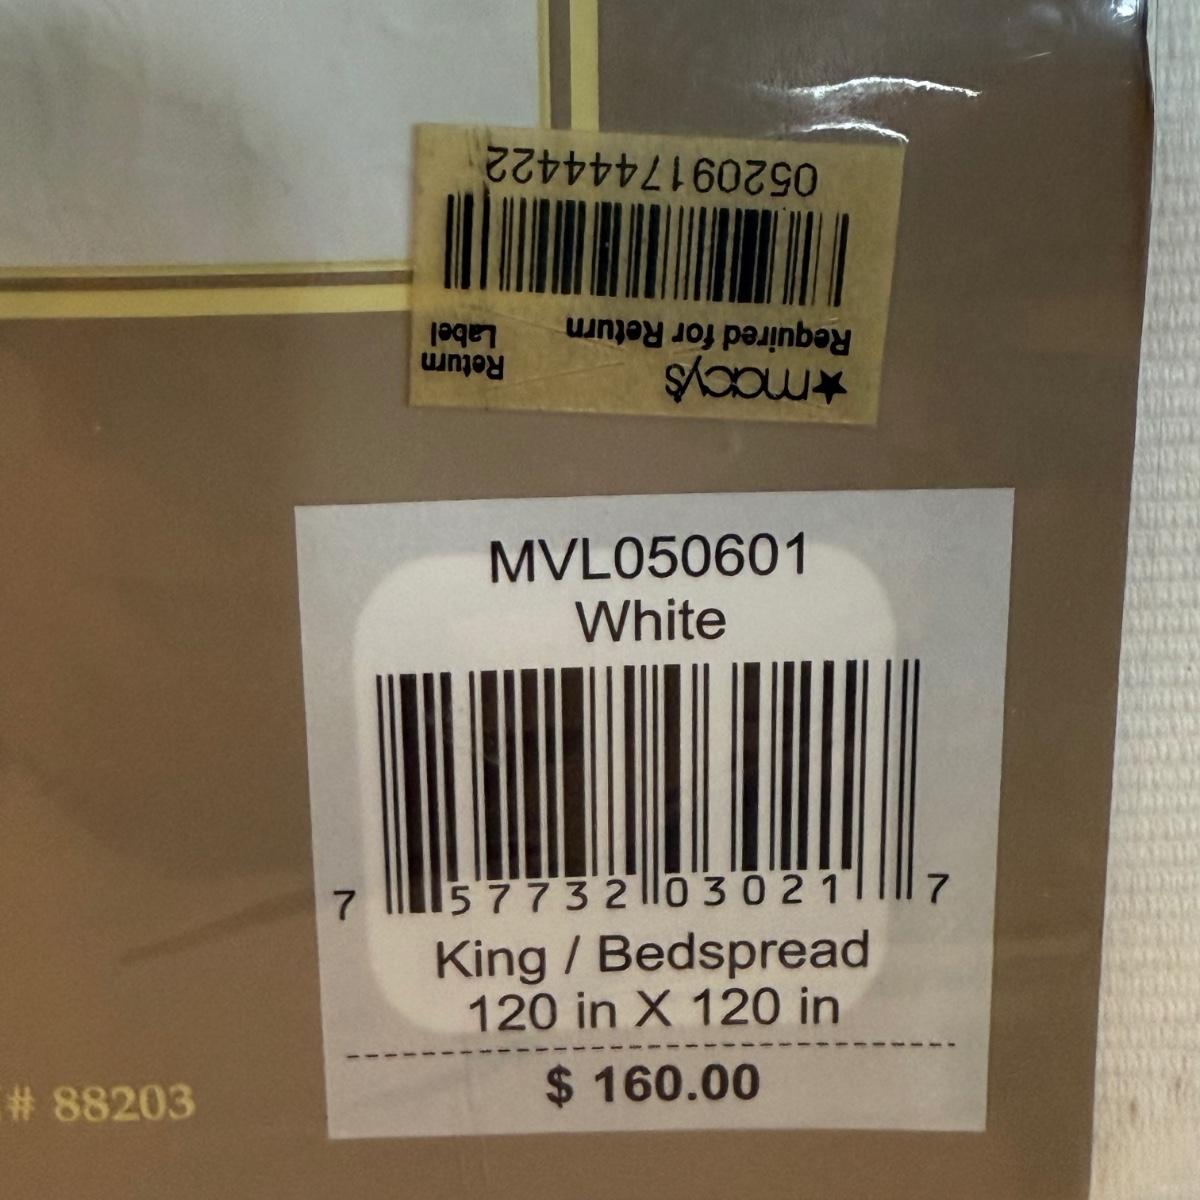 ★macy's
Return
Label
Required for Return
0520917444422
MVL050601
White
7 57732 03021 7
King / Bedspread
120 in X 120 in
$ 160.00
# 88203